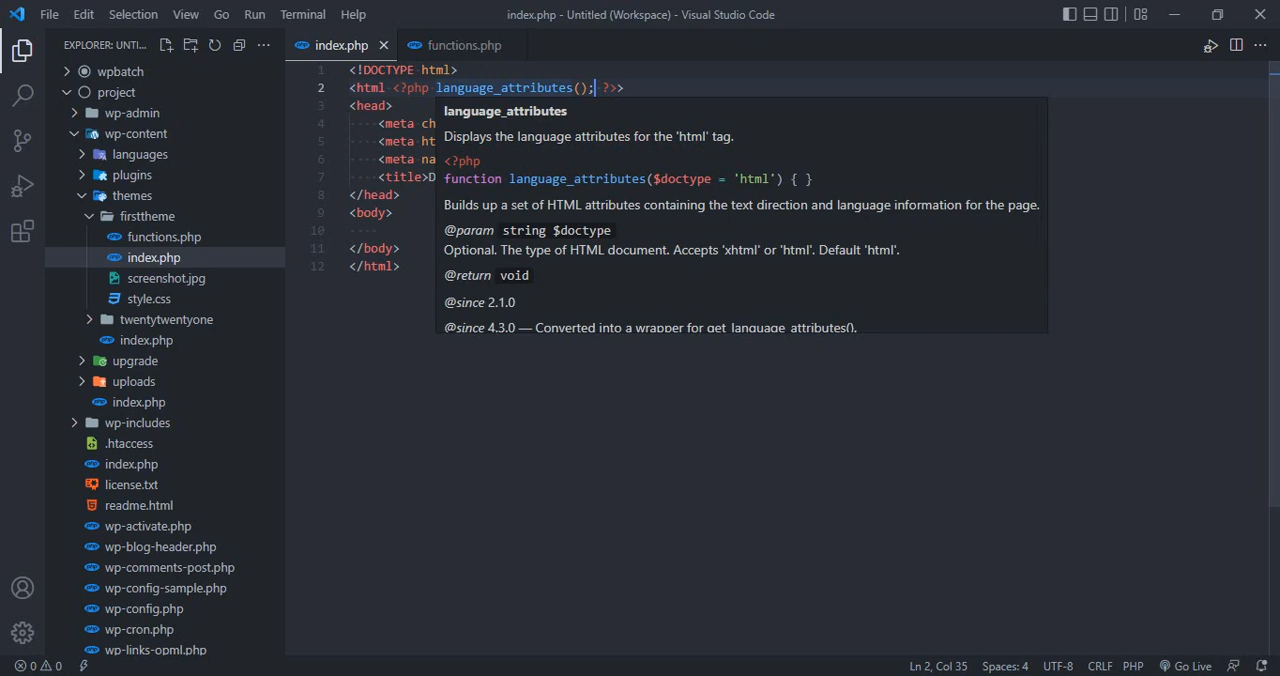 File Edit Selection View Go Run Terminal Help
index.php - Untitled (Workspace) - Visual Studio Code
EXPLORER: UNTI...
wpbatch
project
wp-admin
wp-content
languages
plugins
themes
firsttheme
functions.php
index.php
screenshot.jpg
style.css
twentytwentyone
index.php
upgrade
uploads
index.php
wp-includes
.htaccess
index.php
license.txt
readme.html
wp-activate.php
wp-blog-header.php
wp-comments-post.php
wp-config-sample.php
wp-config.php
wp-cron.php
wp-links-opml.php
index.php functions.php
1 <!DOCTYPE html>
2 <html <?php language_attributes(); ?>>
3 <head>
4 <meta ch
5 <meta ht
6 <meta na
7 <title>D
8 </head>
9 <body>
10
11 </body>
12 </html>
language_attributes
Displays the language attributes for the 'html' tag.
<?php
function language_attributes($doctype = 'html') { }
Builds up a set of HTML attributes containing the text direction and language information for the page.
@param string $doctype
Optional. The type of HTML document. Accepts 'xhtml' or 'html'. Default 'html'.
@return void
@since 2.1.0
@since 4.3.0 — Converted into a wrapper for get_language_attributes().
0 0
Ln 2, Col 35 Spaces: 4 UTF-8 CRLF PHP Go Live